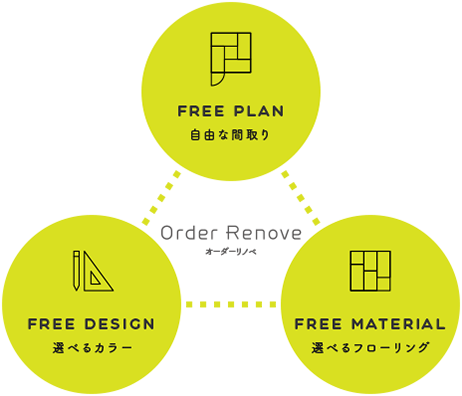 FREE PLAN
自由な間取り
Order Renove
オーダーリノベ
FREE DESIGN
選べるカラー
FREE MATERIAL
選べるフローリング